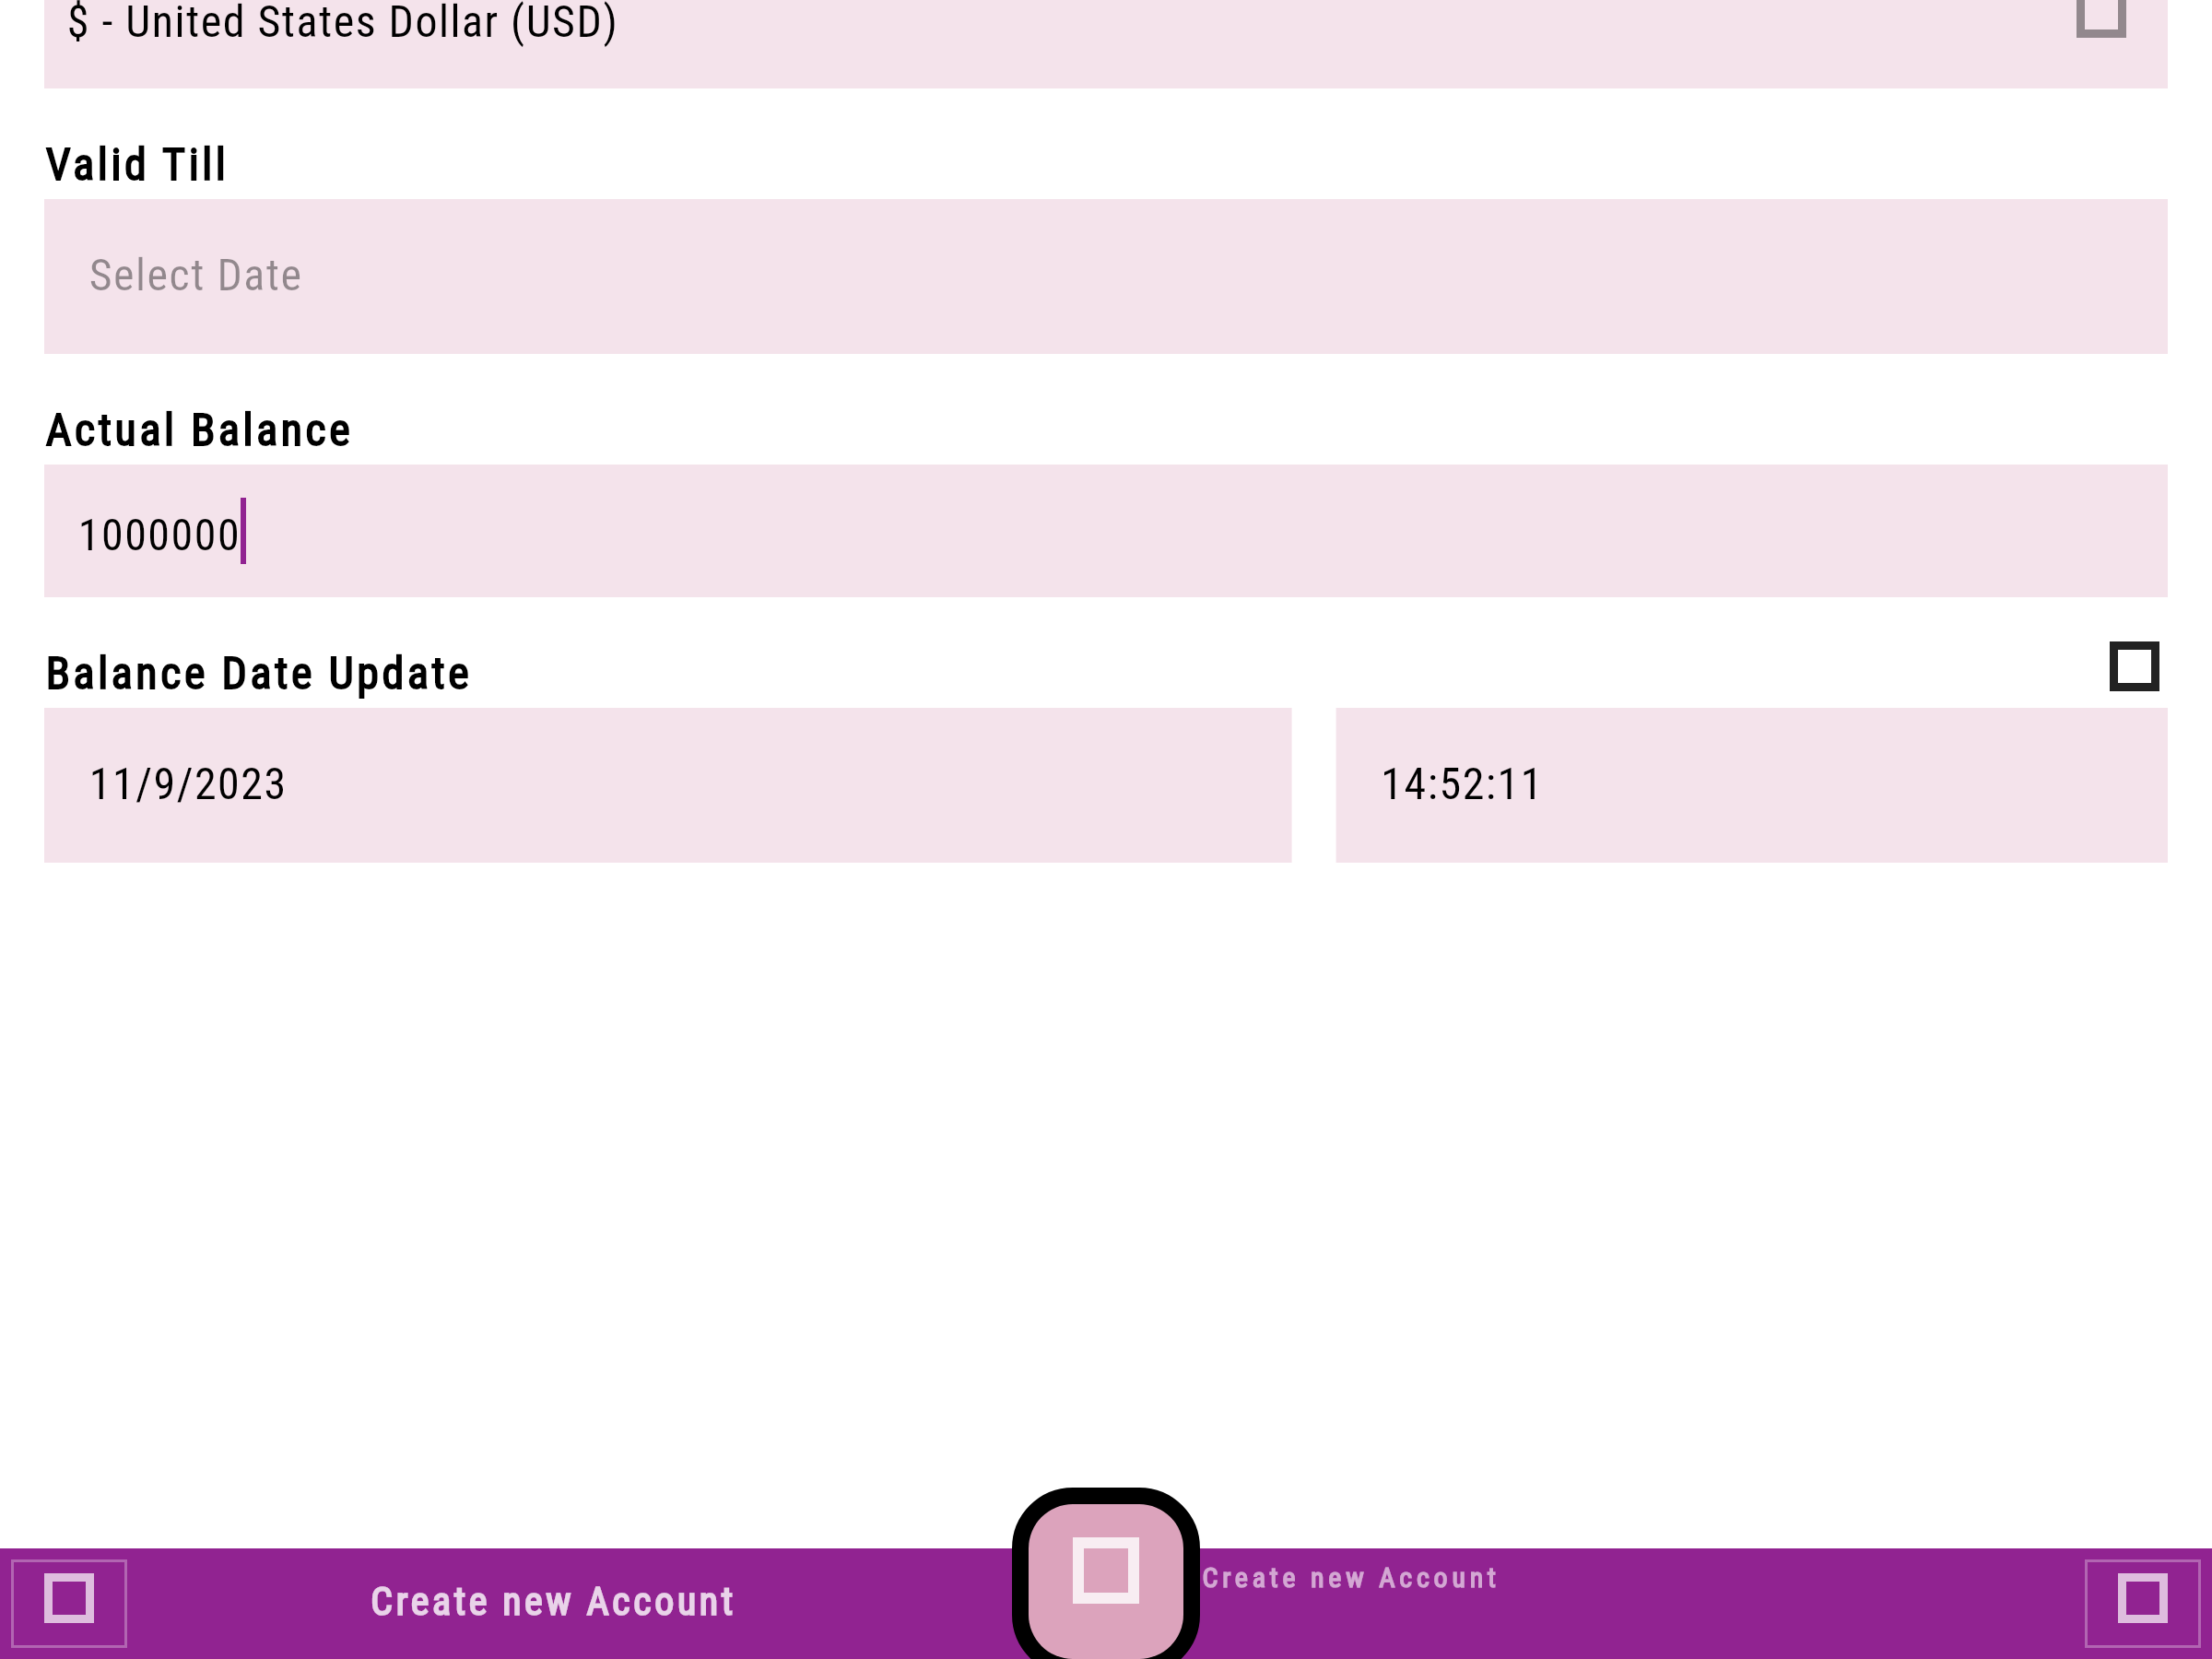 $ - United States Dollar (USD)
Valid Till
Select Date
Actual Balance
1000000
Balance Date Update
11/9/2023 14:52:11
Create new Account
Create new Account